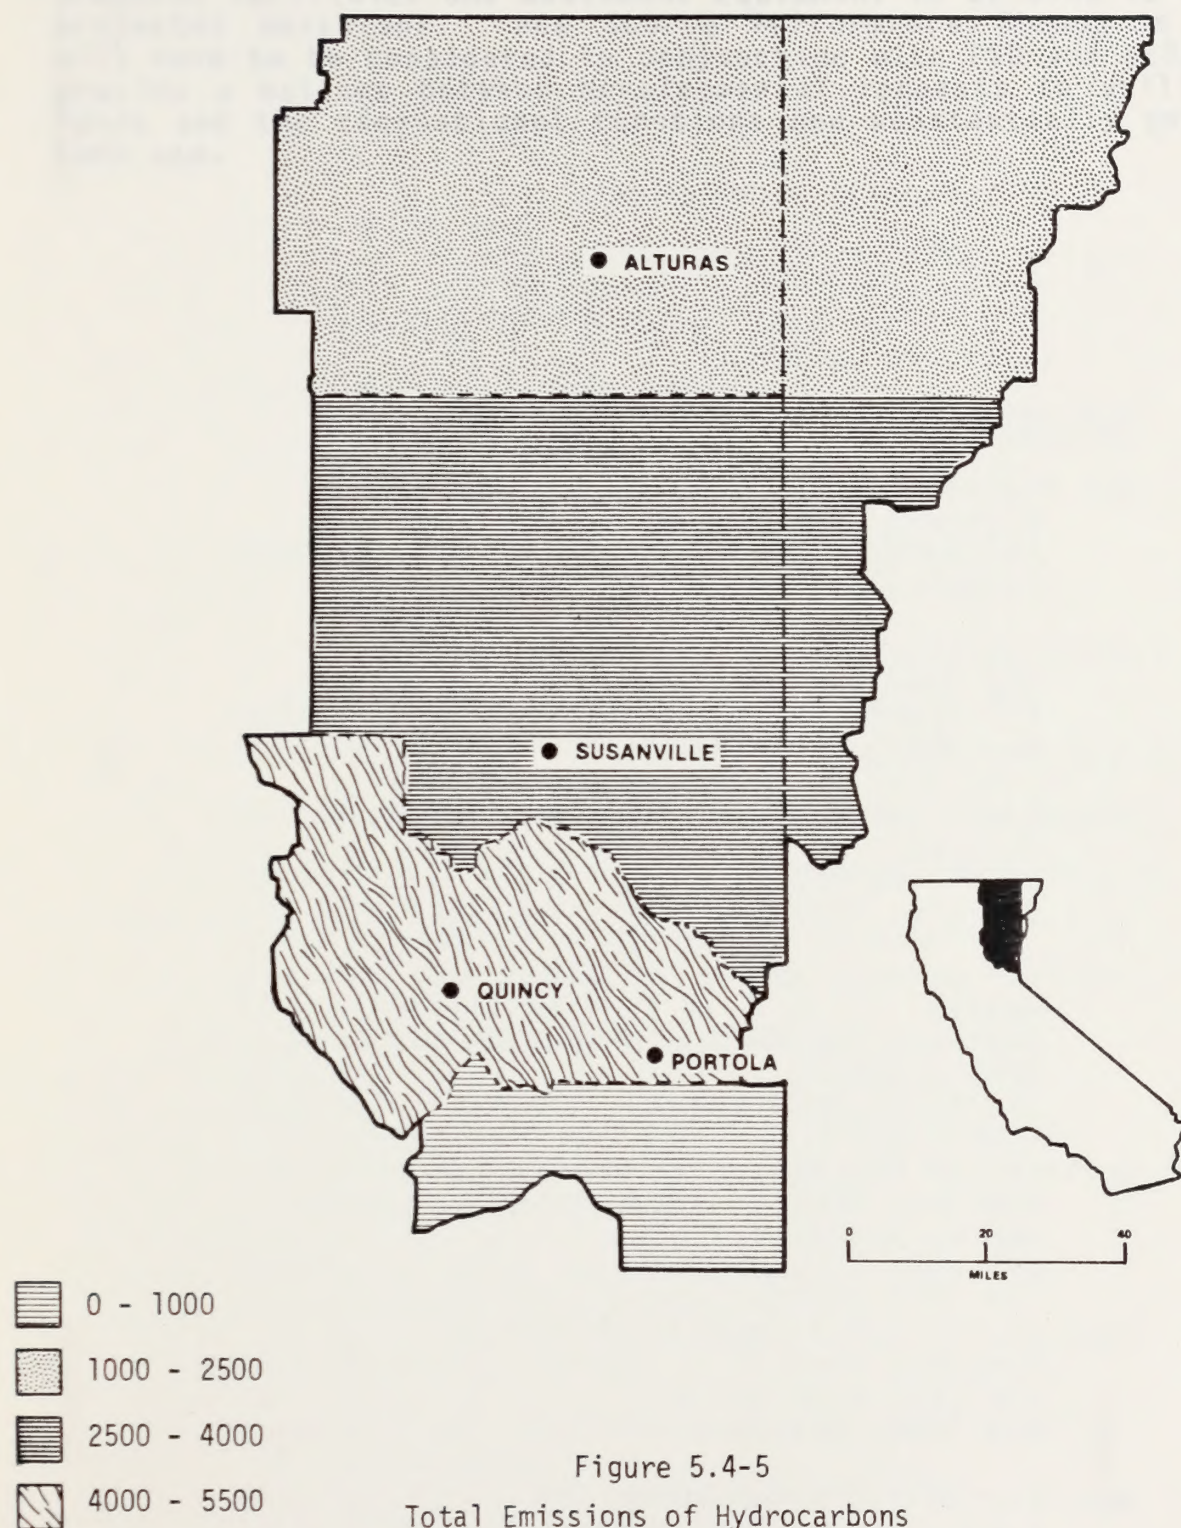 ALTURAS
SUSANVILLE
QUINCY
PORTOLA
0 20 40
MILES
0 - 1000
1000 - 2500
2500 - 4000
4000 - 5500
Figure 5.4-5
Total Emissions of Hydrocarbons